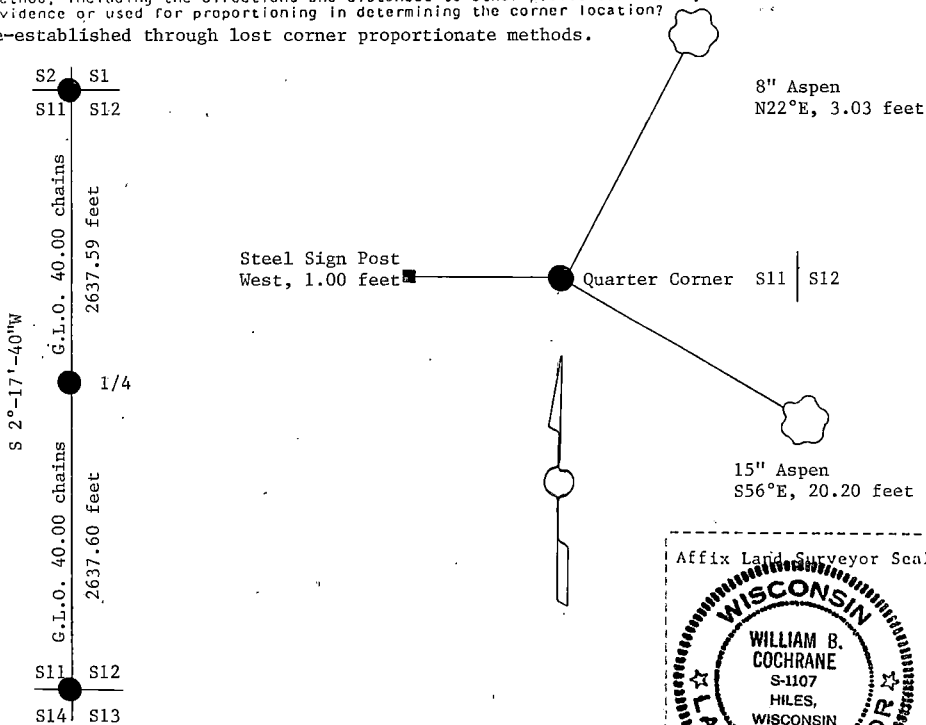 vidence or used for proportioning in determining the corner location?
e-established through lost corner proportionate methods.
S2 S1
S11 S12
G.L.O. 40.00 chains
2637.59 feet
S 2°-17'-40"W
1/4
G.L.O. 40.00 chains
2637.60 feet
S11 S12
S14 S13
8" Aspen
N22°E, 3.03 feet
Steel Sign Post
West, 1.00 feet
Quarter Corner S11 S12
15" Aspen
S56°E, 20.20 feet
Affix Land Surveyor Seal
WISCONSIN
WILLIAM B.
COCHRANE
S-1107
HILES,
WISCONSIN